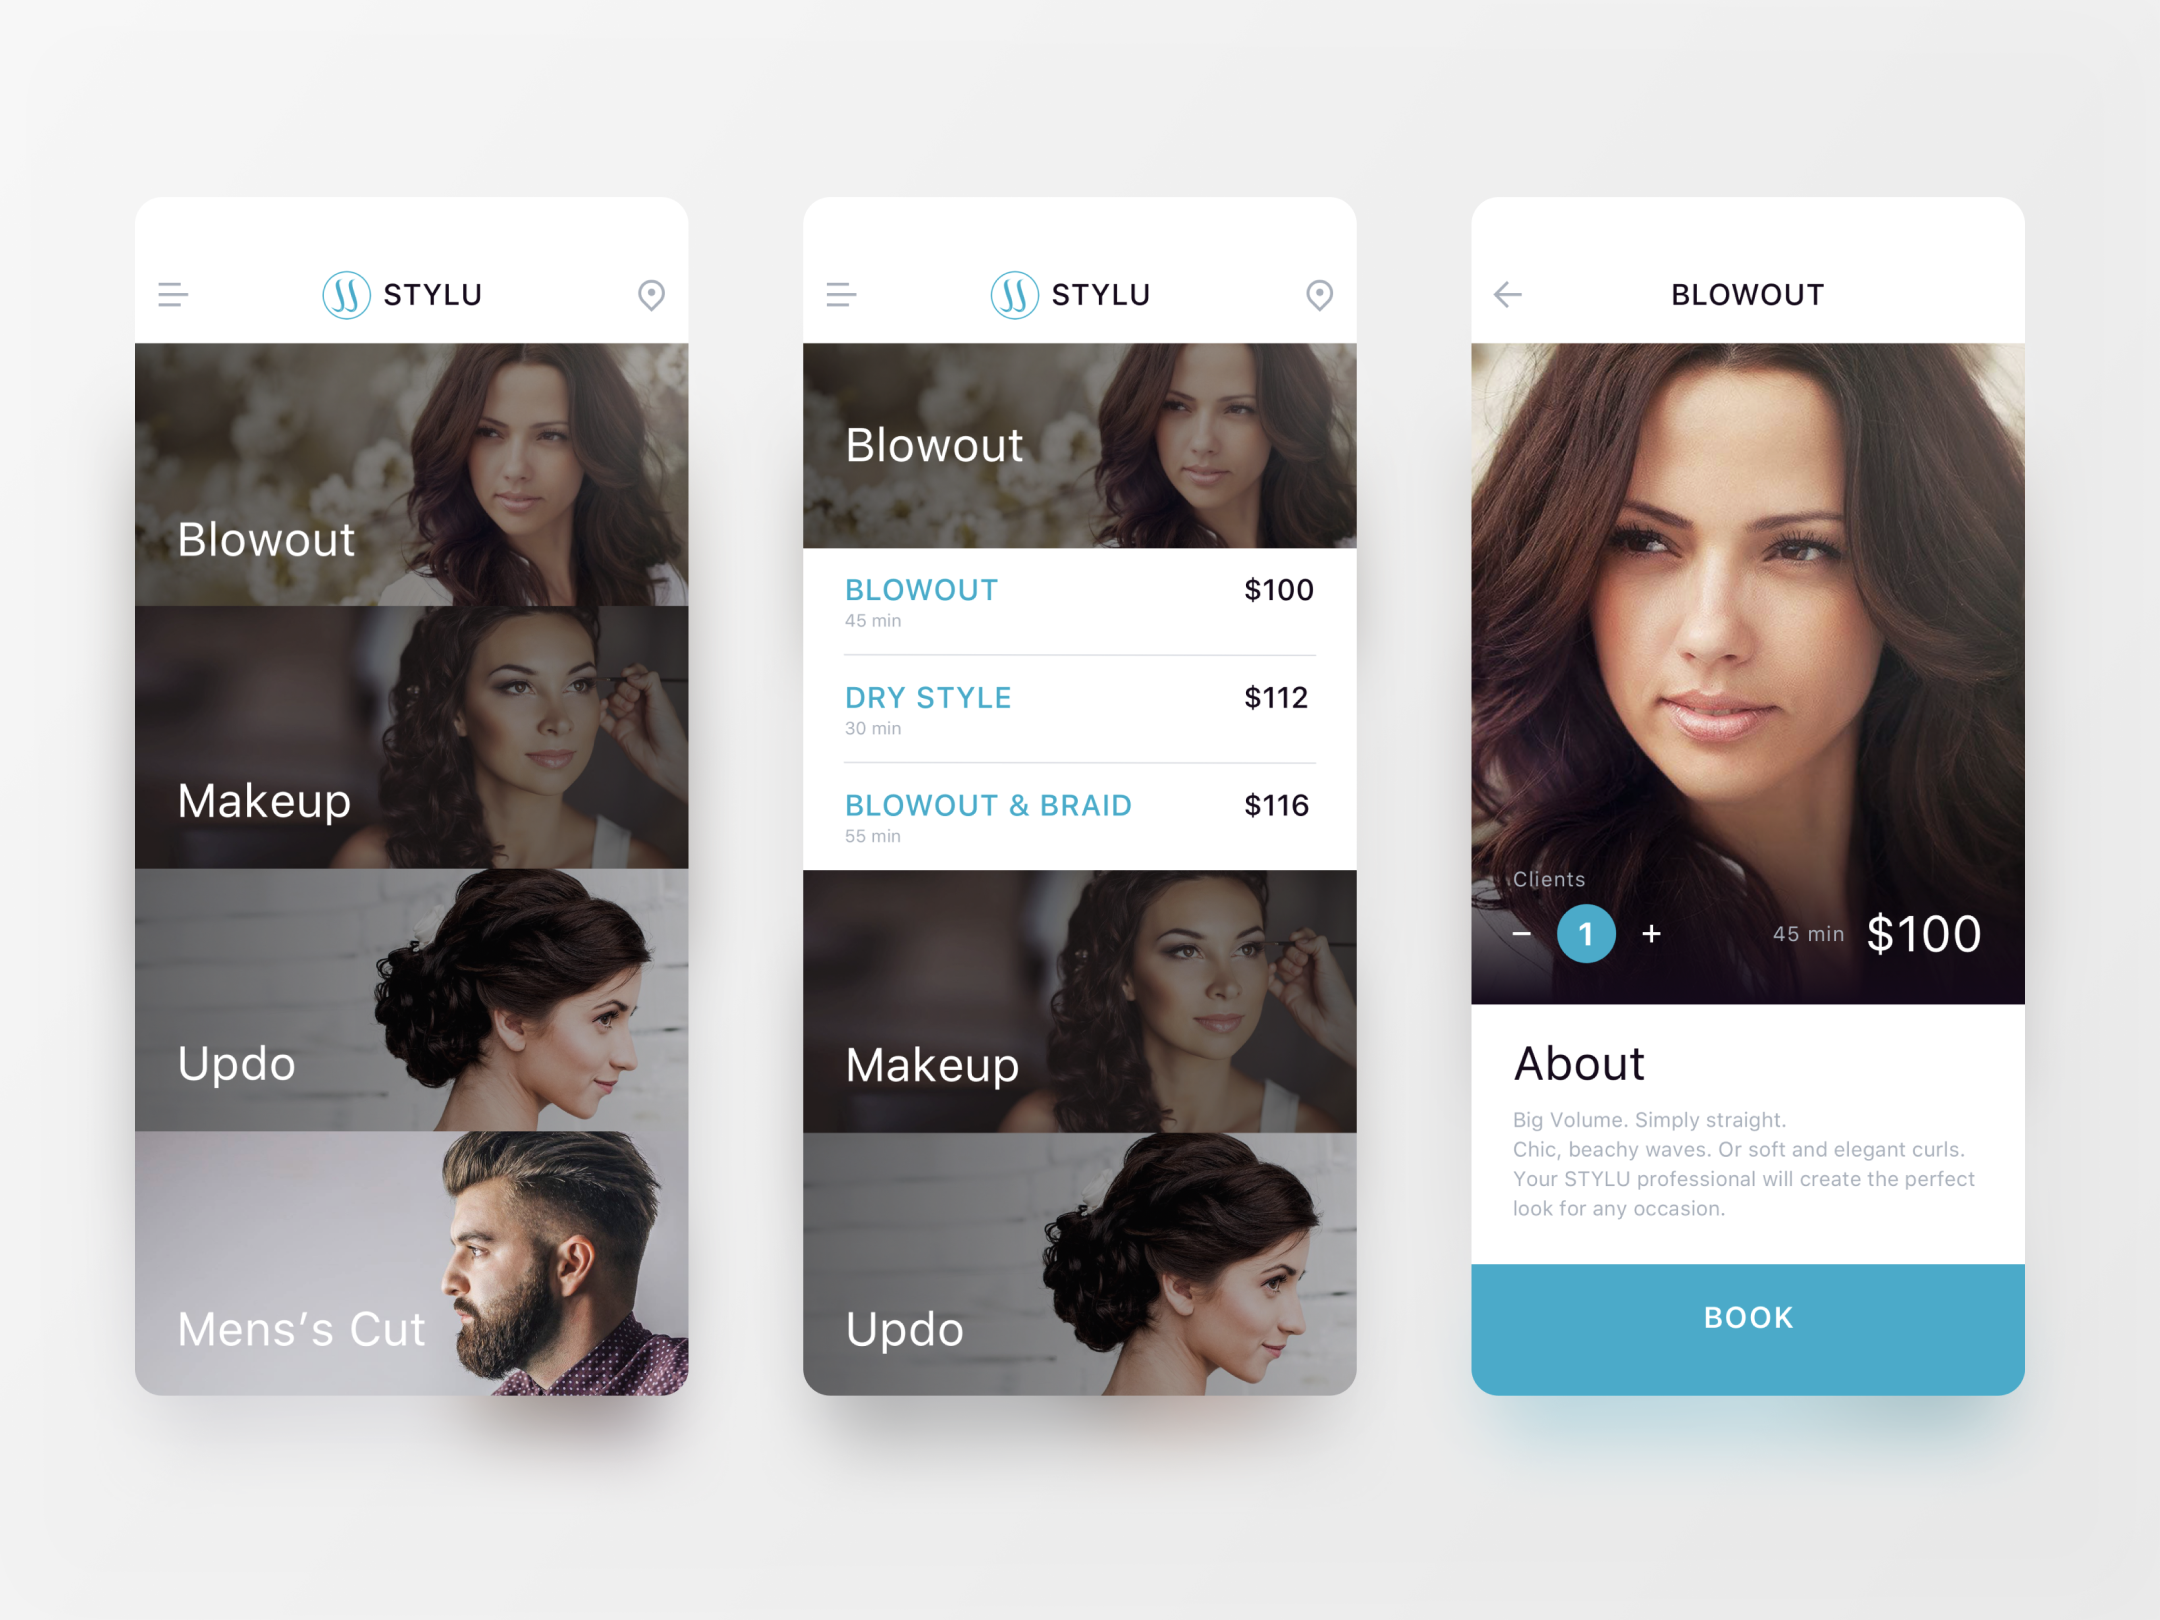 STYLU
Blowout
Makeup
Updo
Mens’s Cut
STYLU
Blowout
BLOWOUT $100
45 min
DRY STYLE $112
30 min
BLOWOUT & BRAID $116
55 min
Makeup
Updo
BLOWOUT
Clients
− 1 + 45 min $100
About
Big Volume. Simply straight.
Chic, beachy waves. Or soft and elegant curls.
Your STYLU professional will create the perfect
look for any occasion.
BOOK